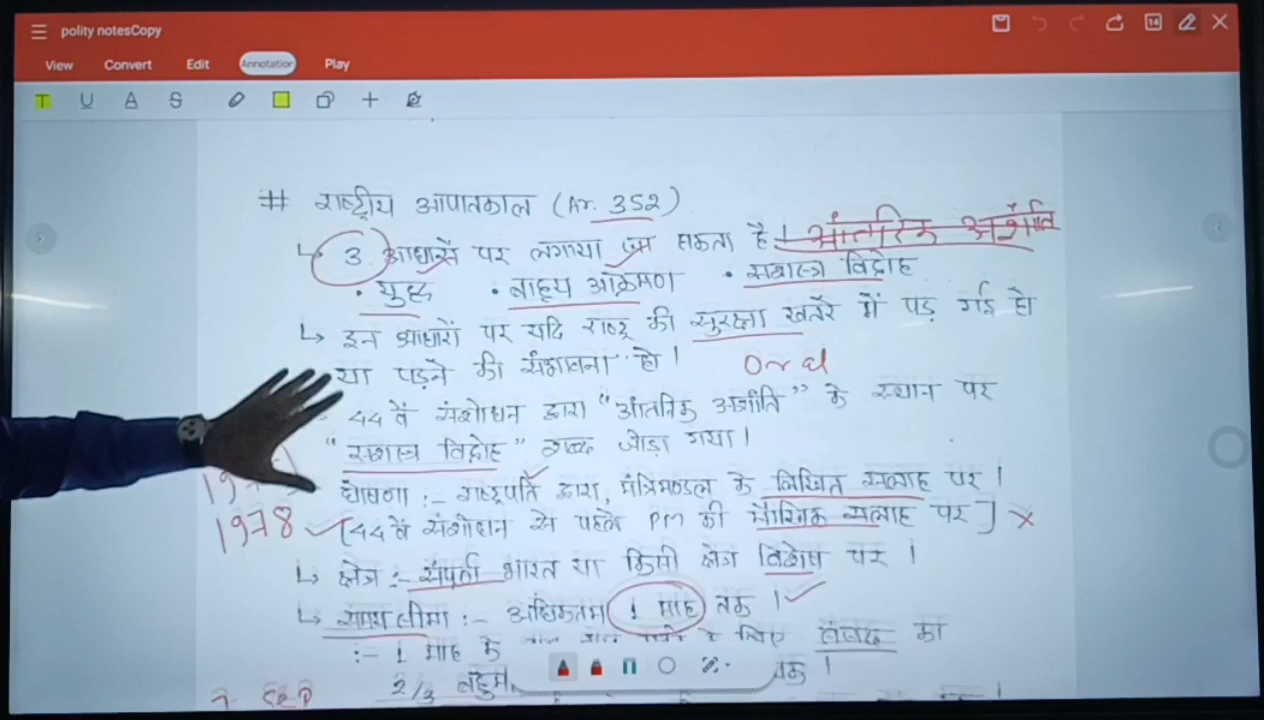 polity notesCopy
14
View Convert Edit Annotation Play
T U A S
# राष्ट्रीय आपातकाल (Ar. 352)
↳ 3 आधारों पर लगाया जा सकता है। आंतरिक अशांति
• युद्ध • बाह्य आक्रमण • सशस्त्र विद्रोह
↳ इन आधारों पर यदि राष्ट्र की सुरक्षा खतरे में पड़ गई हो
या पड़ने की संभावना हो। Oral
44 वें संशोधन द्वारा "आंतरिक अशांति" के स्थान पर
"सशस्त्र विद्रोह" शब्द जोड़ा गया।
घोषणा :- राष्ट्रपति द्वारा, मंत्रिमण्डल के लिखित सलाह पर।
1978 [44 वें संशोधन से पहले PM की मौखिक सलाह पर] x
↳ क्षेत्र :- संपूर्ण भारत या किसी क्षेत्र विशेष पर।
↳ समय सीमा :- अधिकतम 1 माह तक।
:- 1 माह के लिए संसद का
2/3 तक।